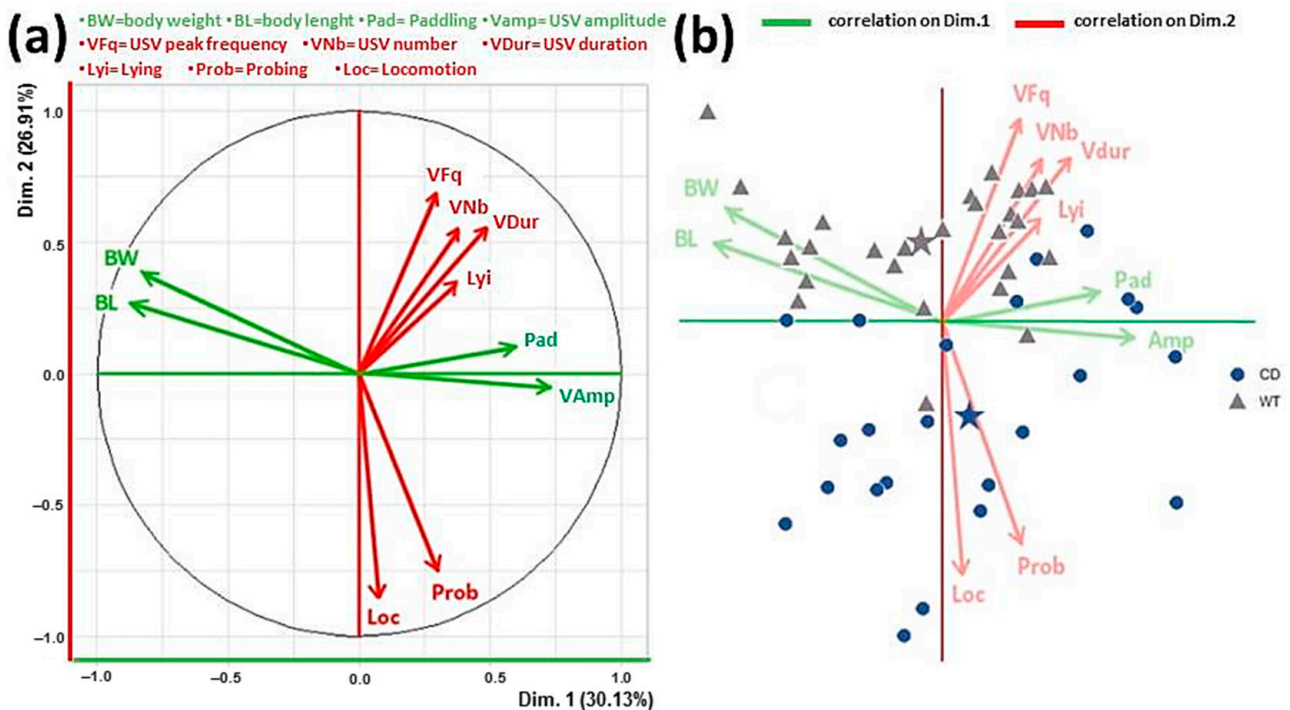 (a)
•BW=body weight •BL=body lenght •Pad= Paddling •Vamp= USV amplitude
•VFq= USV peak frequency •VNb= USV number •VDur= USV duration
•Lyi= Lying •Prob= Probing •Loc= Locomotion
Dim. 2 (26.91%)
1.0
0.5
0.0
−0.5
−1.0
VFq
VNb
VDur
Lyi
BW
BL
Pad
VAmp
Prob
Loc
−1.0
−0.5
0.0
0.5
1.0
Dim. 1 (30.13%)
(b)
correlation on Dim.1
correlation on Dim.2
VFq
VNb
Vdur
BW
Lyi
BL
Pad
Amp
CD
WT
Prob
Loc